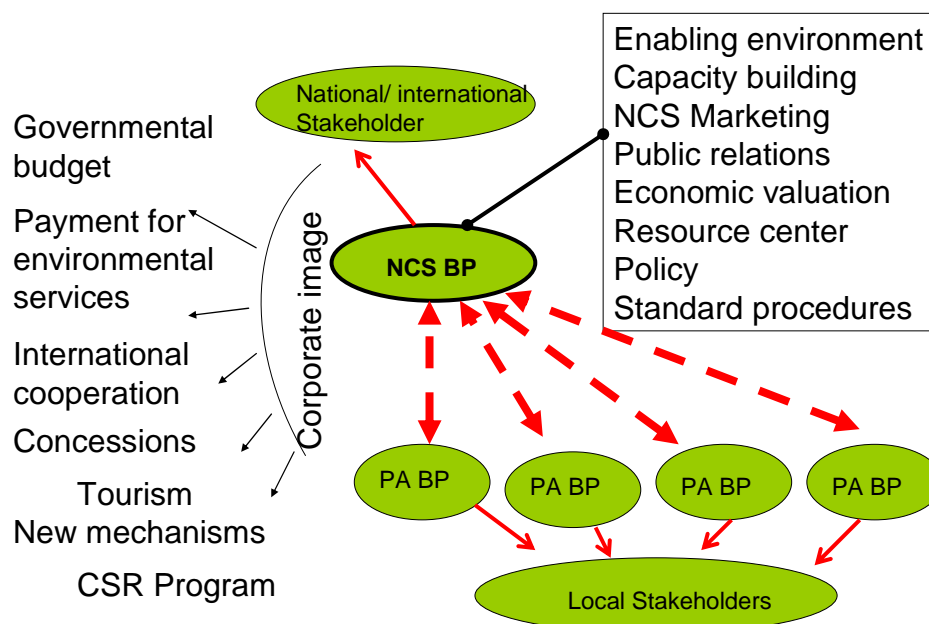 National/ international
Stakeholder
Enabling environment
Capacity building
NCS Marketing
Public relations
Economic valuation
Resource center
Policy
Standard procedures
Governmental
budget
Payment for
environmental
services
International
cooperation
Concessions
Tourism
New mechanisms
CSR Program
Corporate image
NCS BP
PA BP
PA BP
PA BP
PA BP
Local Stakeholders